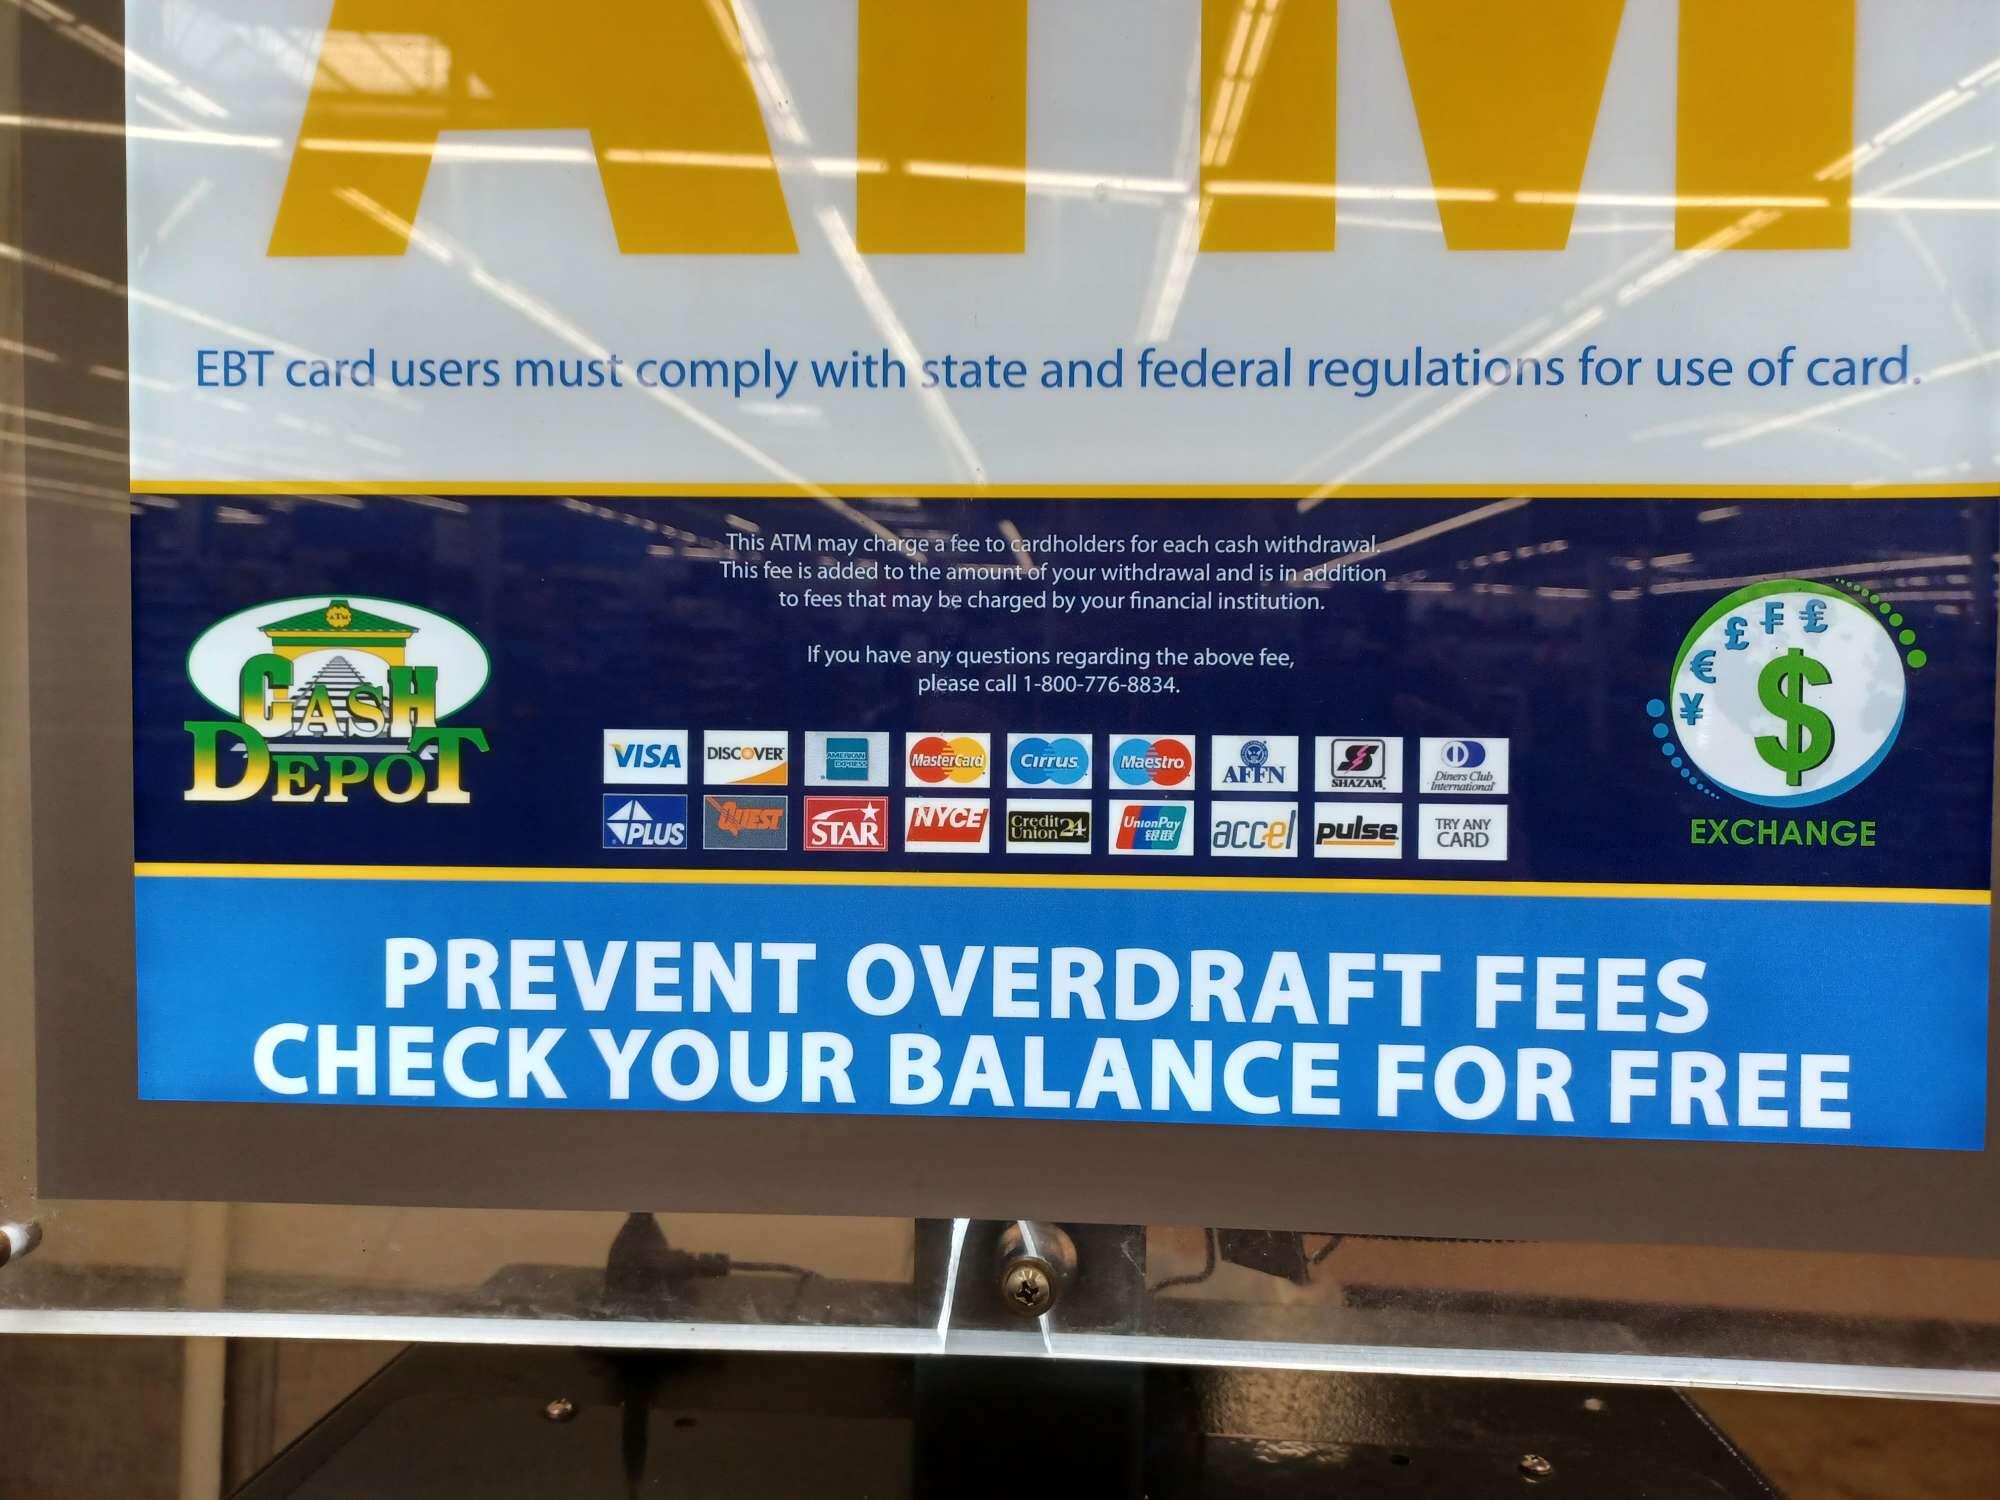 ATM
EBT card users must comply with state and federal regulations for use of card.
This ATM may charge a fee to cardholders for each cash withdrawal.
This fee is added to the amount of your withdrawal and is in addition
to fees that may be charged by your financial institution.
If you have any questions regarding the above fee,
please call 1-800-776-8834.
ATM
CASH
DEPOT
VISA DISCOVER AMERICAN EXPRESS MasterCard Cirrus Maestro AFFN SHAZAM Diners Club International
PLUS QUEST STAR NYCE Credit Union 24 UnionPay 银联 accel pulse TRY ANY CARD
¥ € £ ₣ £
$
EXCHANGE
PREVENT OVERDRAFT FEES
CHECK YOUR BALANCE FOR FREE